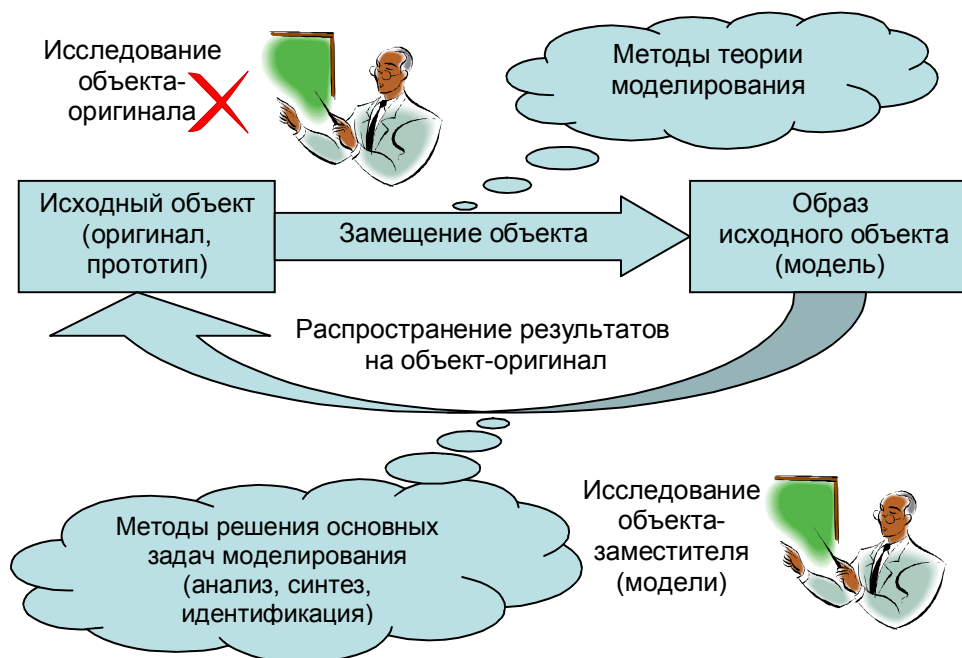 Исследование
объекта-
оригинала
Методы теории
моделирования
Исходный объект
(оригинал,
прототип)
Замещение объекта
Образ
исходного объекта
(модель)
Распространение результатов
на объект-оригинал
Методы решения основных
задач моделирования
(анализ, синтез,
идентификация)
Исследование
объекта-
заместителя
(модели)